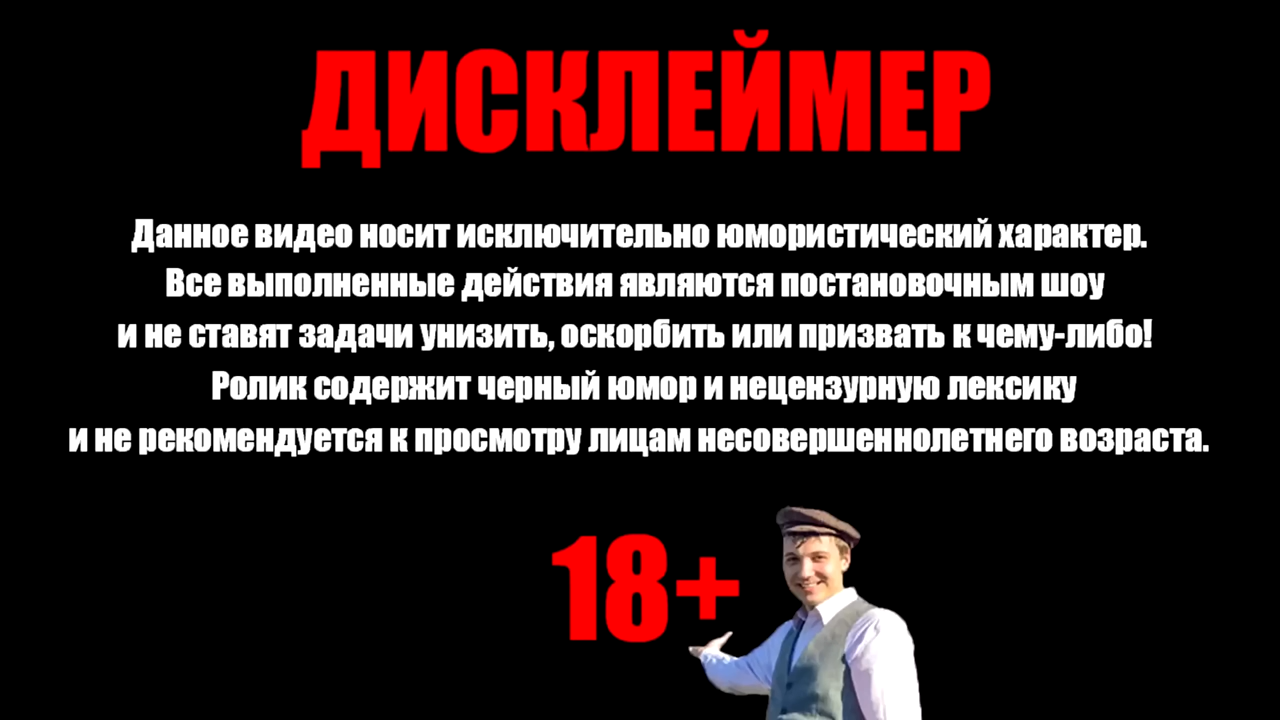 ДИСКЛЕЙМЕР
Данное видео носит исключительно юмористический характер.
Все выполненные действия являются постановочным шоу
и не ставят задачи унизить, оскорбить или призвать к чему-либо!
Ролик содержит черный юмор и нецензурную лексику
и не рекомендуется к просмотру лицам несовершеннолетнего возраста.
18+